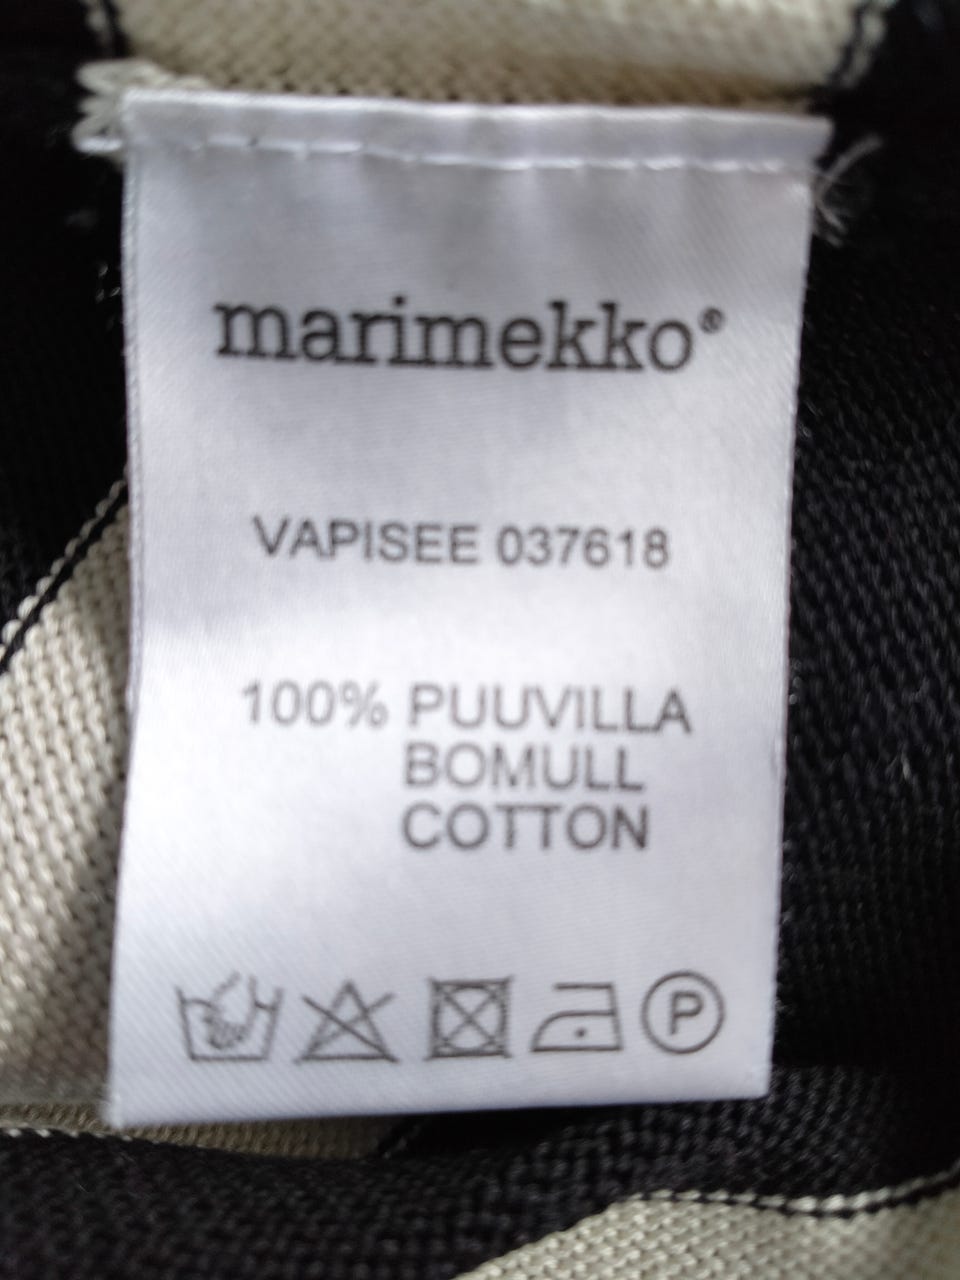 marimekko®
VAPISEE 037618
100% PUUVILLA
BOMULL
COTTON
P